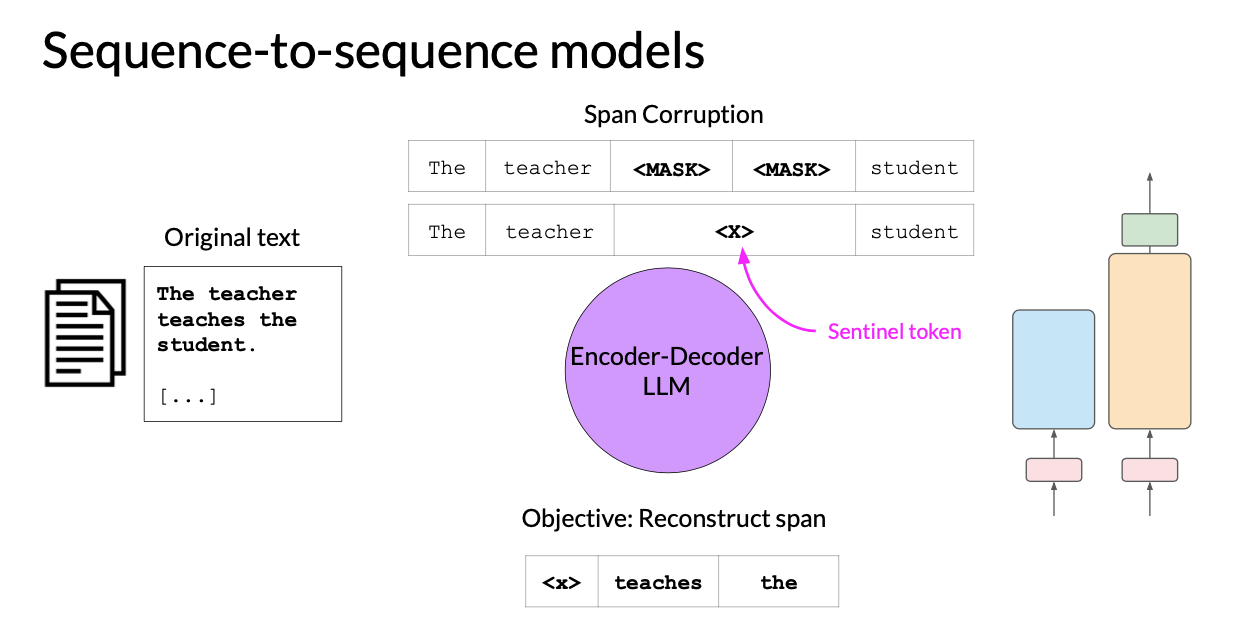 Sequence-to-sequence models
Span Corruption
The teacher <MASK> <MASK> student
The teacher <X> student
Original text
The teacher
teaches the
student.
[...]
Sentinel token
Encoder-Decoder
LLM
Objective: Reconstruct span
<x> teaches the